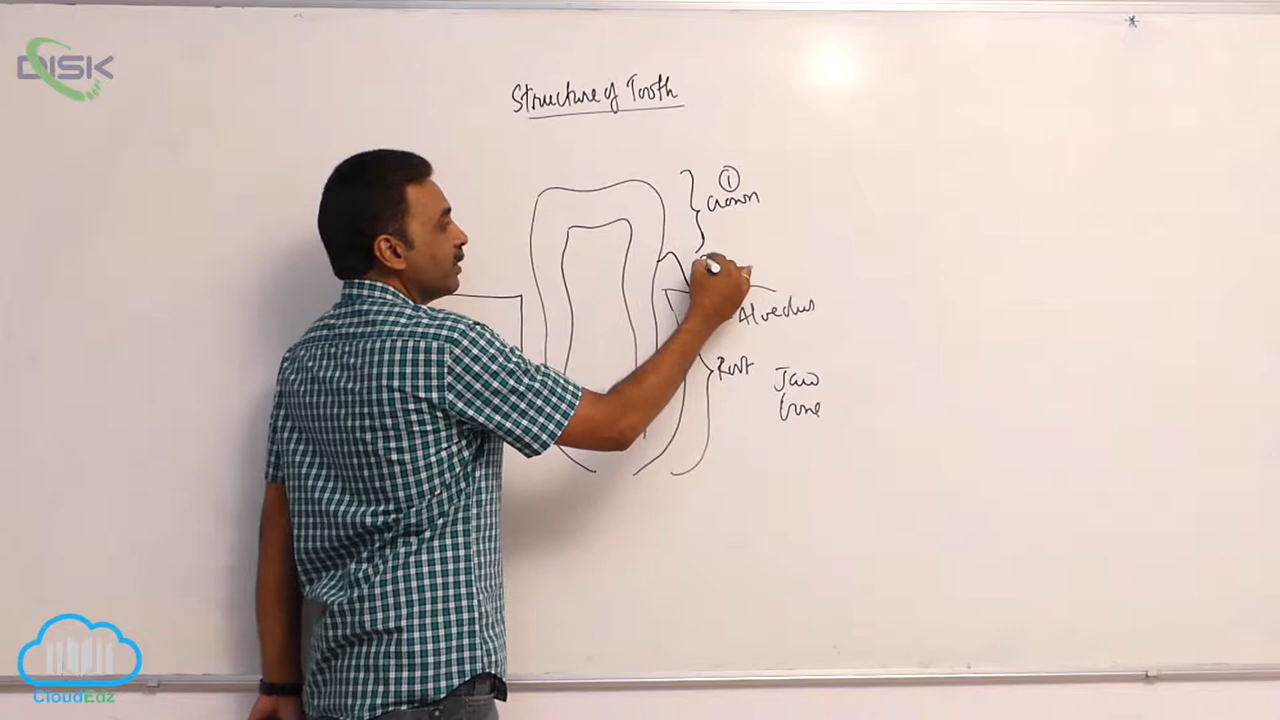 DISK
Structure of Tooth
①
Crown
Alveolus
Root
Jaw
bone
CloudEdz